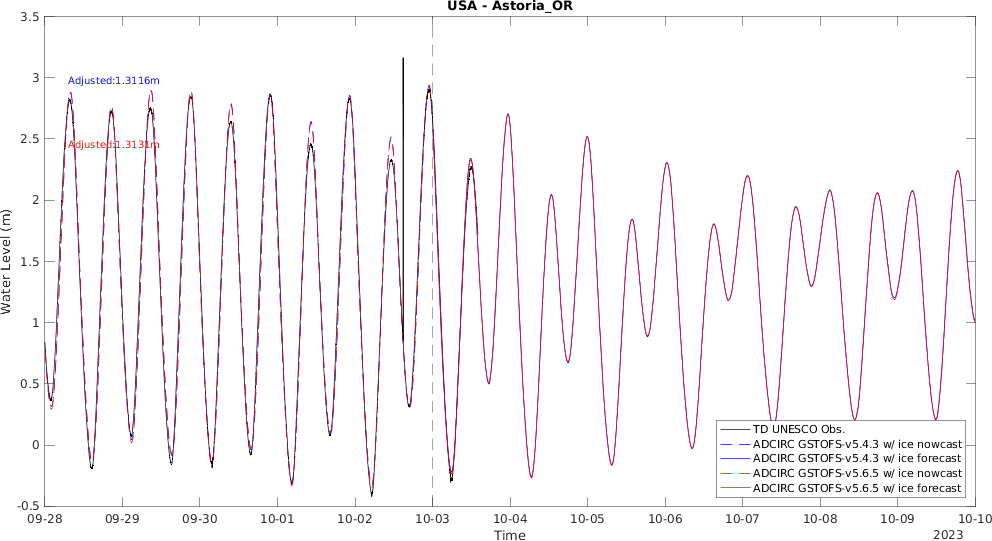 USA - Astoria_OR
3.5
3
2.5
2
1.5
1
0.5
0
-0.5
Water Level (m)
Adjusted:1.3116m
Adjusted:1.3131m
TD UNESCO Obs.
ADCIRC GSTOFS-v5.4.3 w/ ice nowcast
ADCIRC GSTOFS-v5.4.3 w/ ice forecast
ADCIRC GSTOFS-v5.6.5 w/ ice nowcast
ADCIRC GSTOFS-v5.6.5 w/ ice forecast
09-28 09-29 09-30 10-01 10-02 10-03 10-04 10-05 10-06 10-07 10-08 10-09 10-10
Time
2023